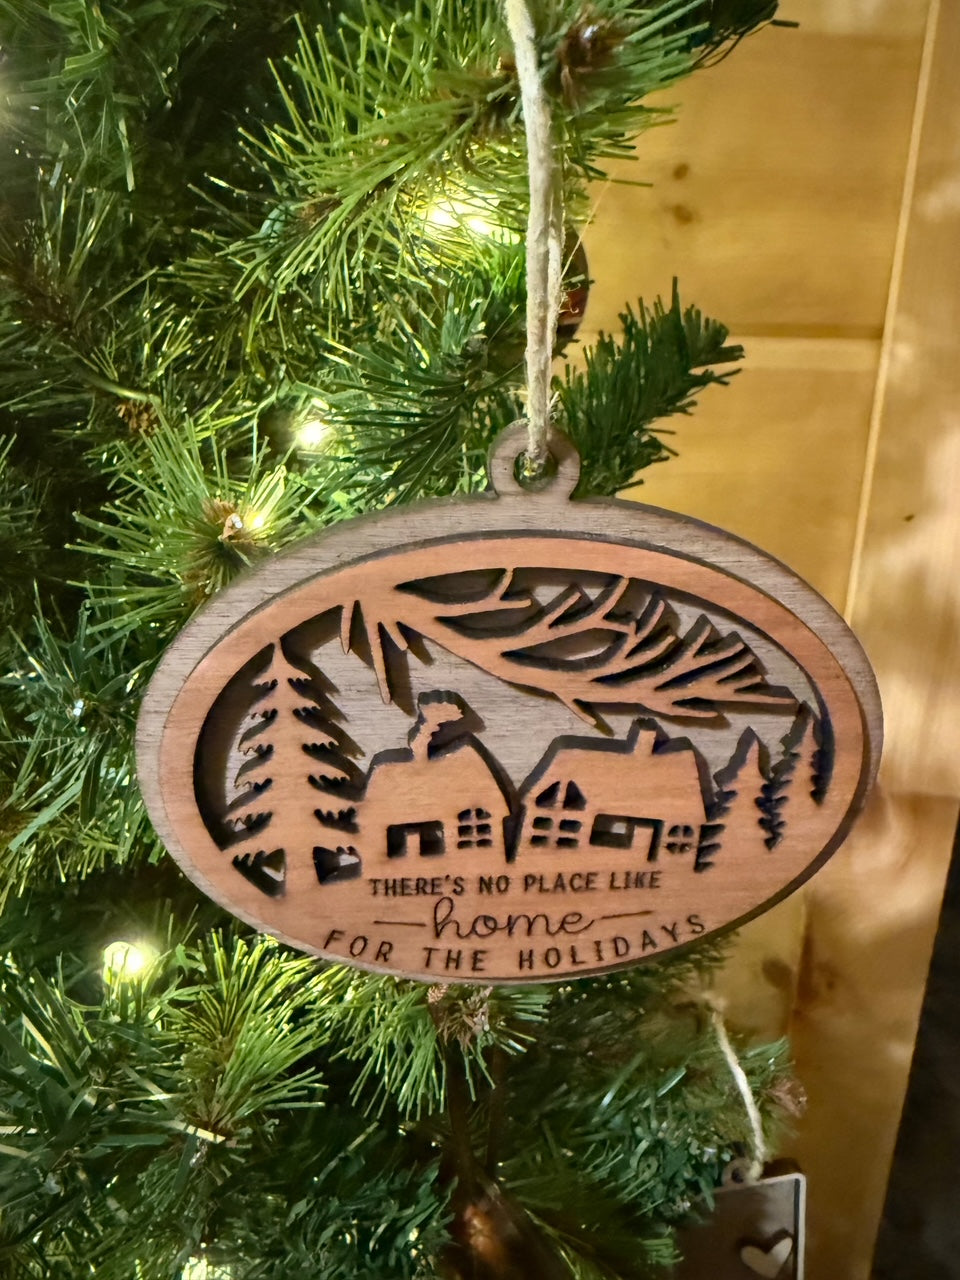 THERE'S NO PLACE LIKE
home
FOR THE HOLIDAYS